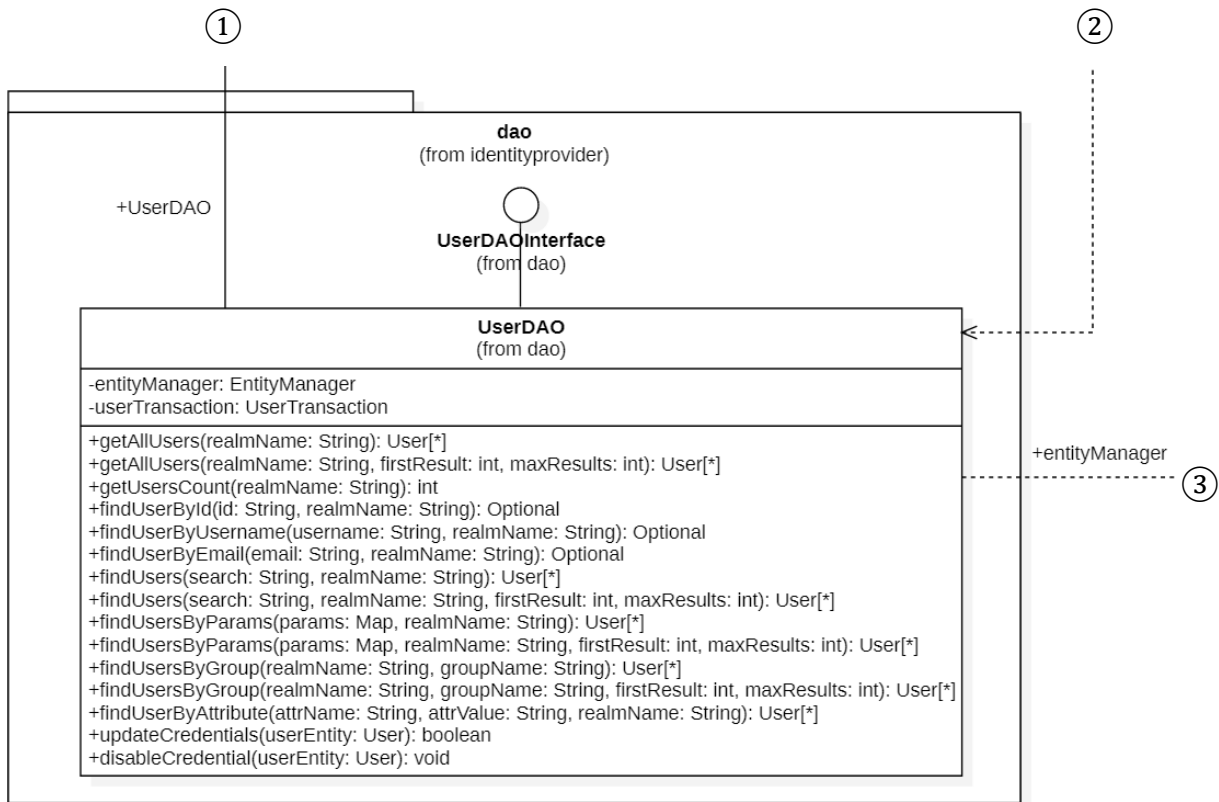 ①
②
dao
(from identityprovider)
+UserDAO
UserDAOInterface
(from dao)
UserDAO
(from dao)
-entityManager: EntityManager
-userTransaction: UserTransaction
+getAllUsers(realmName: String): User[*]
+getAllUsers(realmName: String, firstResult: int, maxResults: int): User[*]
+getUsersCount(realmName: String): int
+findUserById(id: String, realmName: String): Optional
+findUserByUsername(username: String, realmName: String): Optional
+findUserByEmail(email: String, realmName: String): Optional
+findUsers(search: String, realmName: String): User[*]
+findUsers(search: String, realmName: String, firstResult: int, maxResults: int): User[*]
+findUsersByParams(params: Map, realmName: String): User[*]
+findUsersByParams(params: Map, realmName: String, firstResult: int, maxResults: int): User[*]
+findUsersByGroup(realmName: String, groupName: String): User[*]
+findUsersByGroup(realmName: String, groupName: String, firstResult: int, maxResults: int): User[*]
+findUserByAttribute(attrName: String, attrValue: String, realmName: String): User[*]
+updateCredentials(userEntity: User): boolean
+disableCredential(userEntity: User): void
+entityManager
③